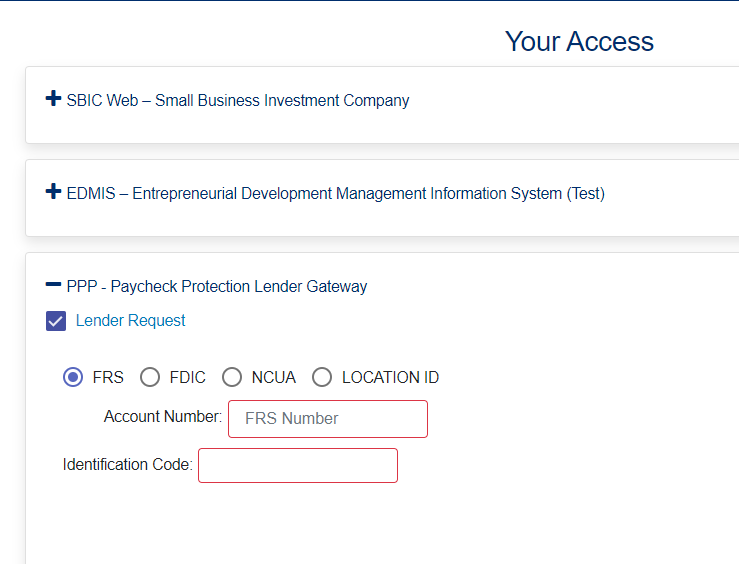 Your Access
SBIC Web – Small Business Investment Company
EDMIS – Entrepreneurial Development Management Information System (Test)
PPP - Paycheck Protection Lender Gateway
Lender Request
FRS FDIC NCUA LOCATION ID
Account Number: FRS Number
Identification Code: